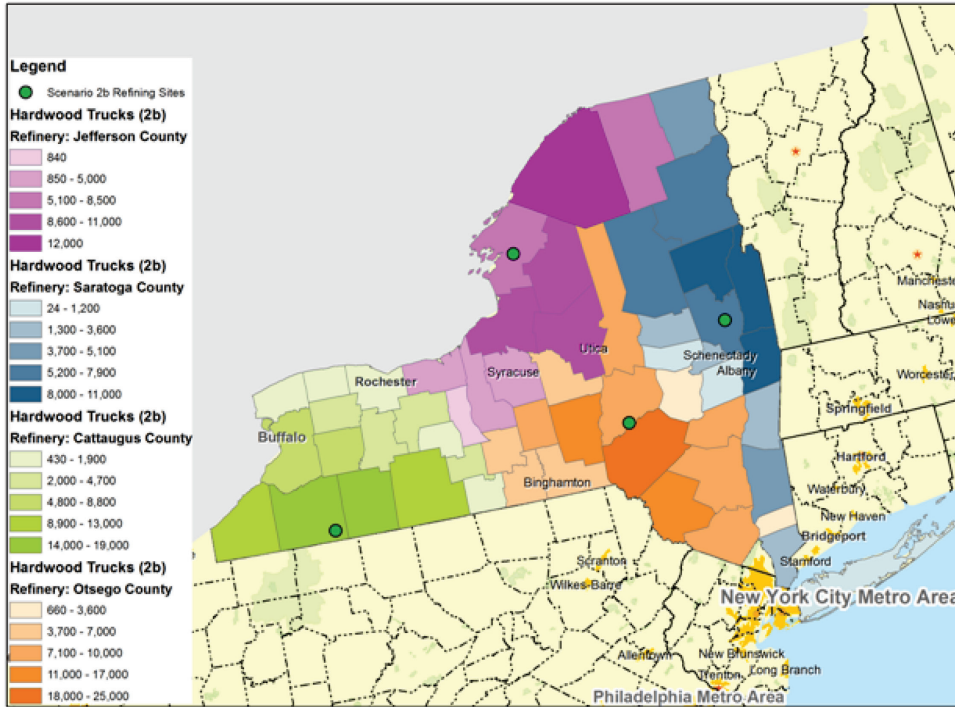 Legend
Scenario 2b Refining Sites
Hardwood Trucks (2b)
Refinery: Jefferson County
840
850 - 5,000
5,100 - 8,500
8,600 - 11,000
12,000
Hardwood Trucks (2b)
Refinery: Saratoga County
24 - 1,200
1,300 - 3,600
3,700 - 5,100
5,200 - 7,900
8,000 - 11,000
Hardwood Trucks (2b)
Refinery: Cattaugus County
430 - 1,900
2,000 - 4,700
4,800 - 8,800
8,900 - 13,000
14,000 - 19,000
Hardwood Trucks (2b)
Refinery: Otsego County
660 - 3,600
3,700 - 7,000
7,100 - 10,000
11,000 - 17,000
18,000 - 25,000
Manchester
Nashu
Lowe
Utica
Schenestady
Albany
Rochester
Syracuse
Worcester
Buffalo
Springfield
Hartford
Binghamton
Waterbury
New Haven
Bridgeport
Stamford
Scranton
Wilkes-Barre
New York City Metro Area
Allentown
New Brunswick
Trenton
Long Branch
Philadelphia Metro Area